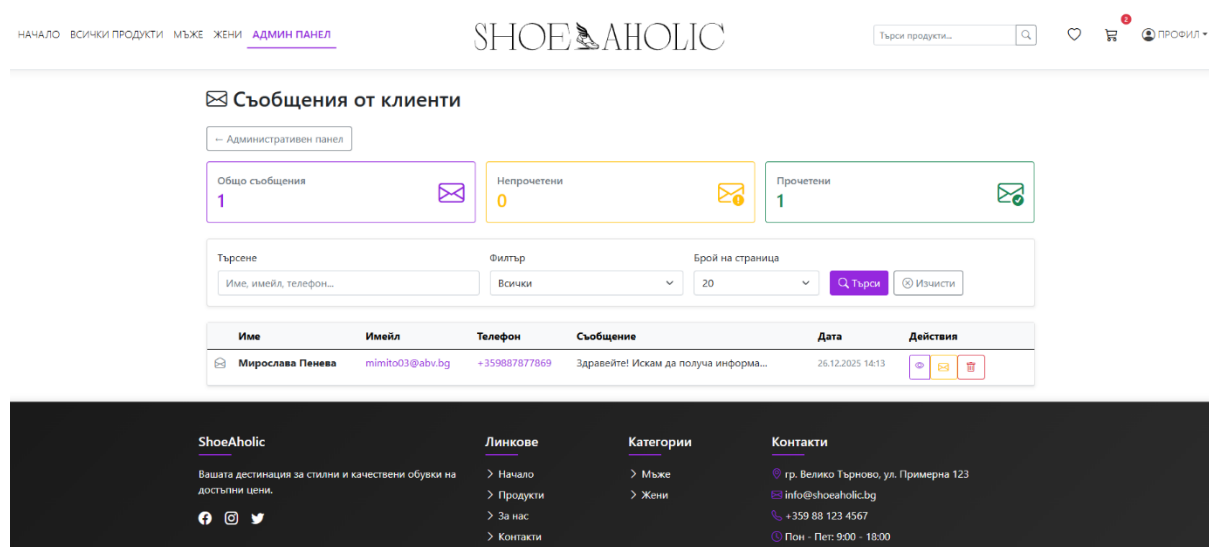 НАЧАЛО ВСИЧКИ ПРОДУКТИ МЪЖЕ ЖЕНИ АДМИН ПАНЕЛ SHOE AHOLIC Търси продукти... 2 ПРОФИЛ
Съобщения от клиенти
← Административен панел
Общо съобщения
1
Непрочетени
0
Прочетени
1
Търсене Филтър Брой на страница
Име, имейл, телефон... Всички 20 Търси Изчисти
Име Имейл Телефон Съобщение Дата Действия
Мирослава Пенева mimito03@abv.bg +359887877869 Здравейте! Искам да получа информа... 26.12.2025 14:13
ShoeAholic
Вашата дестинация за стилни и качествени обувки на
достъпни цени.
Линкове
Начало
Продукти
За нас
Контакти
Категории
Мъже
Жени
Контакти
гр. Велико Търново, ул. Примерна 123
info@shoeaholic.bg
+359 88 123 4567
Пон - Пет: 9:00 - 18:00